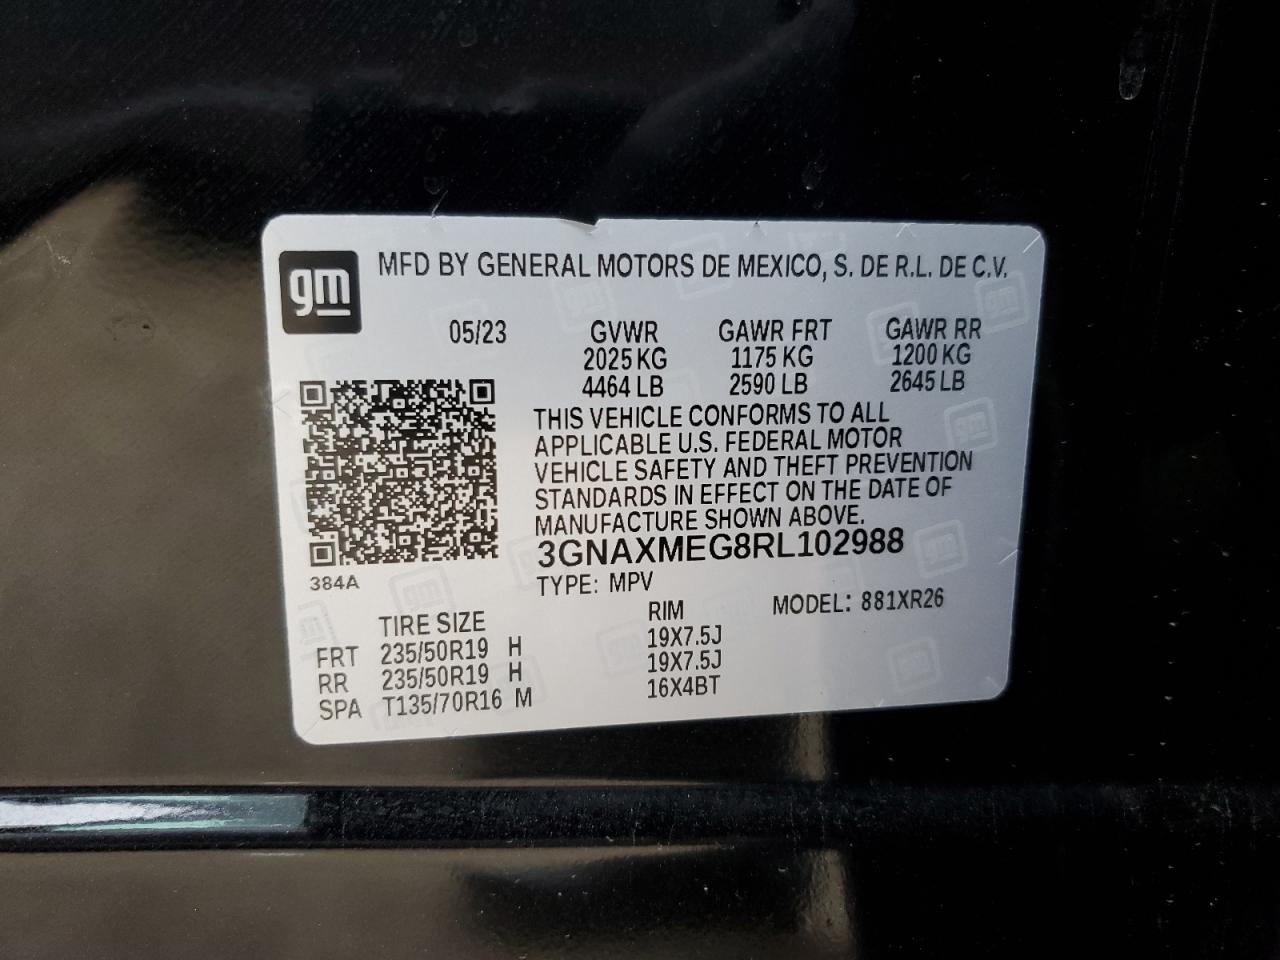 gm
MFD BY GENERAL MOTORS DE MEXICO, S. DE R.L. DE C.V.
05/23 GVWR GAWR FRT GAWR RR
2025 KG 1175 KG 1200 KG
4464 LB 2590 LB 2645 LB
THIS VEHICLE CONFORMS TO ALL
APPLICABLE U.S. FEDERAL MOTOR
VEHICLE SAFETY AND THEFT PREVENTION
STANDARDS IN EFFECT ON THE DATE OF
MANUFACTURE SHOWN ABOVE.
3GNAXMEG8RL102988
384A
TYPE: MPV MODEL: 881XR26
TIRE SIZE RIM
FRT 235/50R19 H 19X7.5J
RR 235/50R19 H 19X7.5J
SPA T135/70R16 M 16X4BT